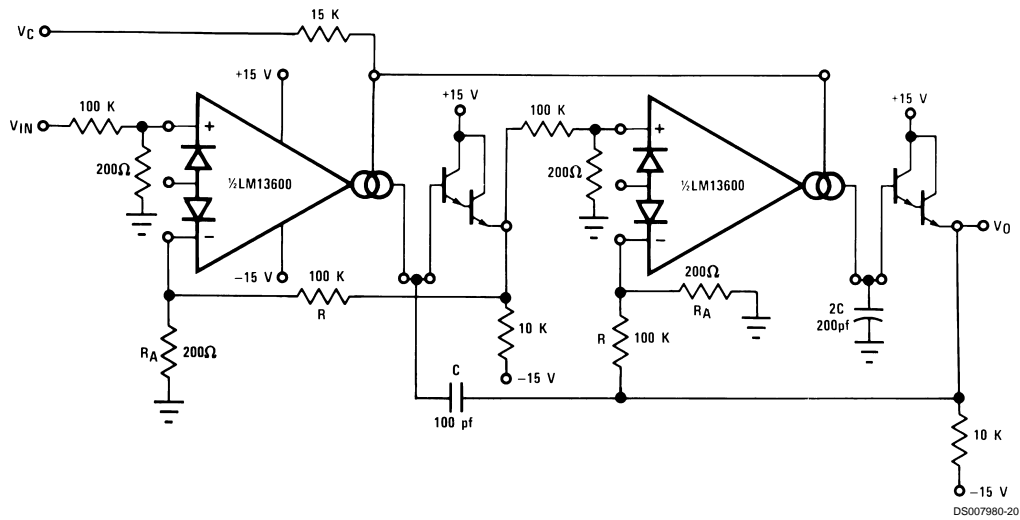 15 K
VC
+15 V
+15 V
+15 V
100 K
100 K
VIN
+
+
200Ω
½LM13600
200Ω
½LM13600
–
–
VO
–15 V
100 K
R
200Ω
RA
2C
200pf
RA
200Ω
10 K
R
100 K
–15 V
C
100 pf
10 K
–15 V
DS007980-20